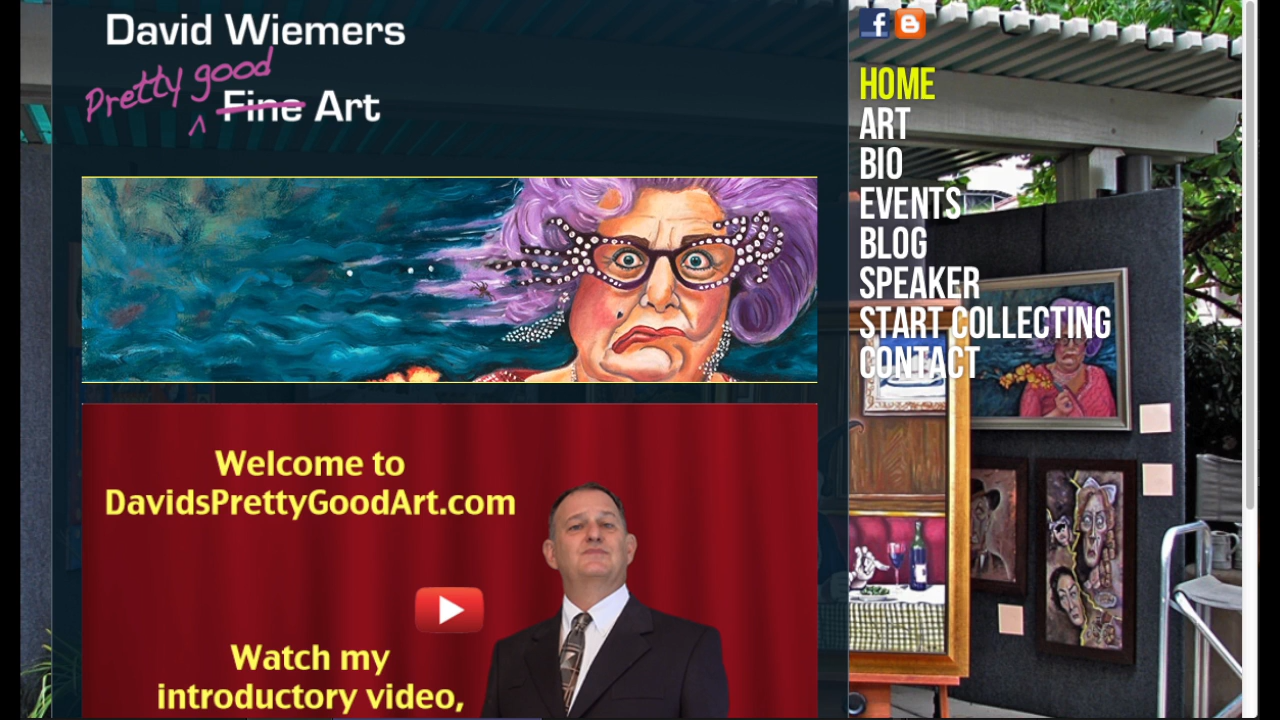 David Wiemers
Pretty good
Fine Art
HOME
ART
BIO
EVENTS
BLOG
SPEAKER
START COLLECTING
CONTACT
Welcome to
DavidsPrettyGoodArt.com
Watch my
introductory video,